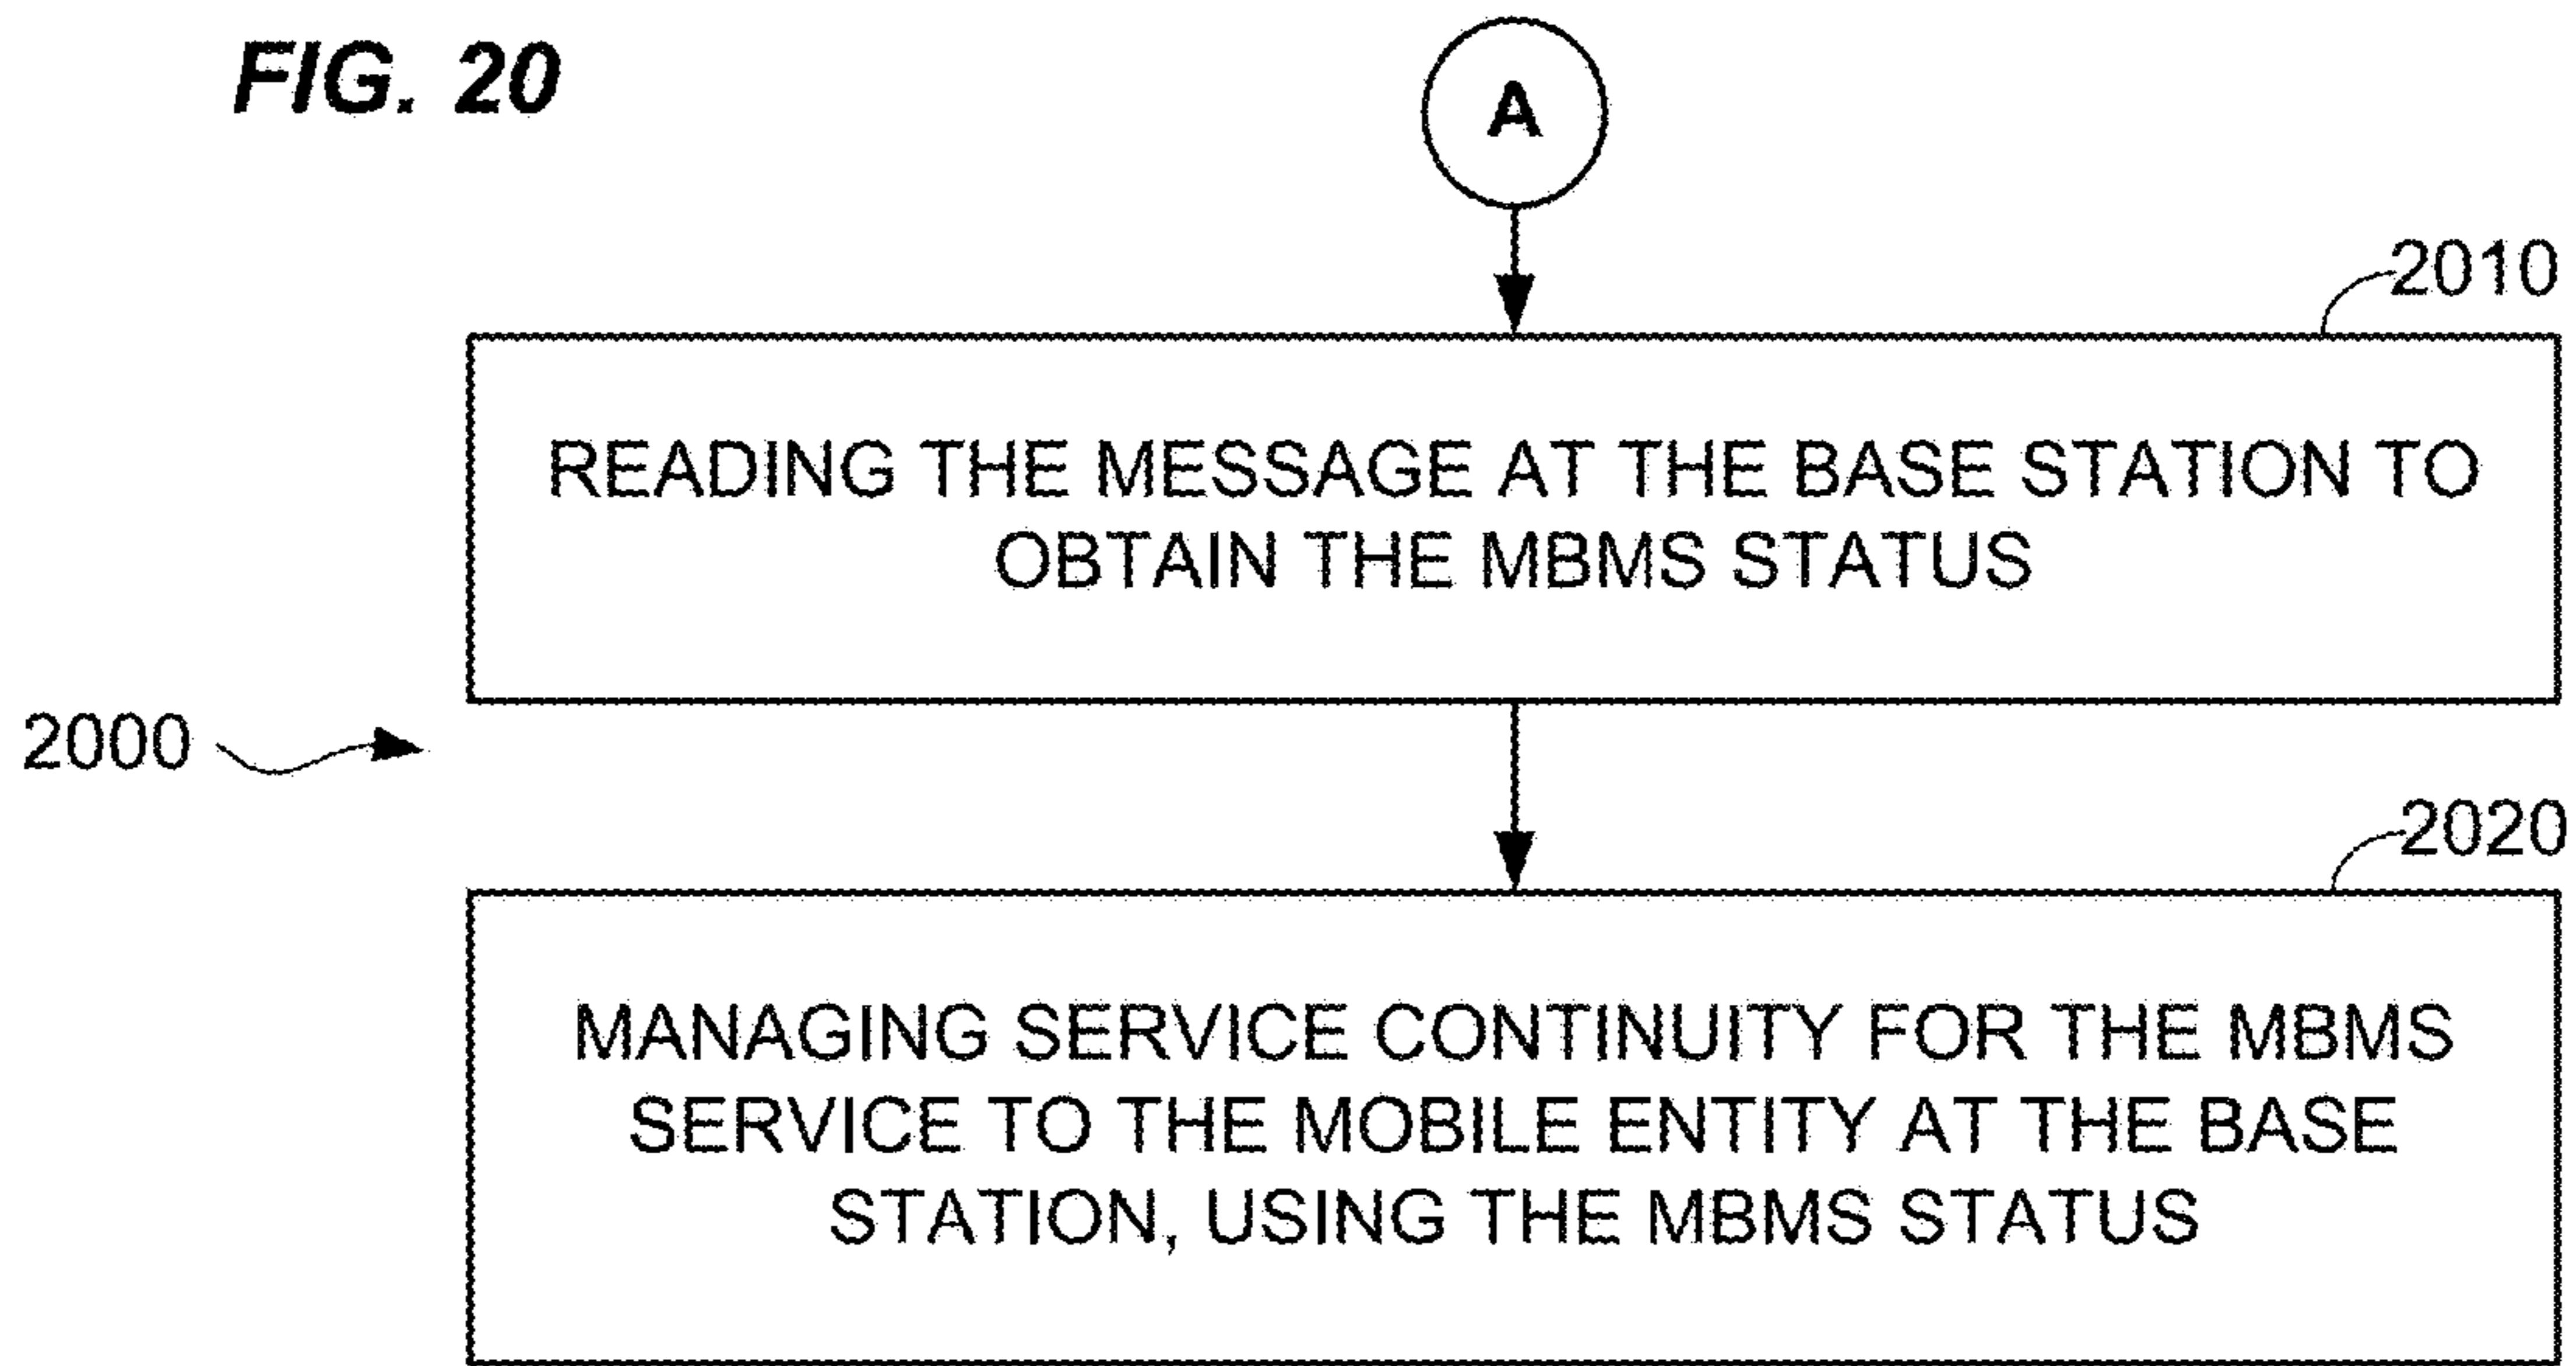 FIG. 20
A
2010
READING THE MESSAGE AT THE BASE STATION TO
OBTAIN THE MBMS STATUS
2000
2020
MANAGING SERVICE CONTINUITY FOR THE MBMS
SERVICE TO THE MOBILE ENTITY AT THE BASE
STATION, USING THE MBMS STATUS